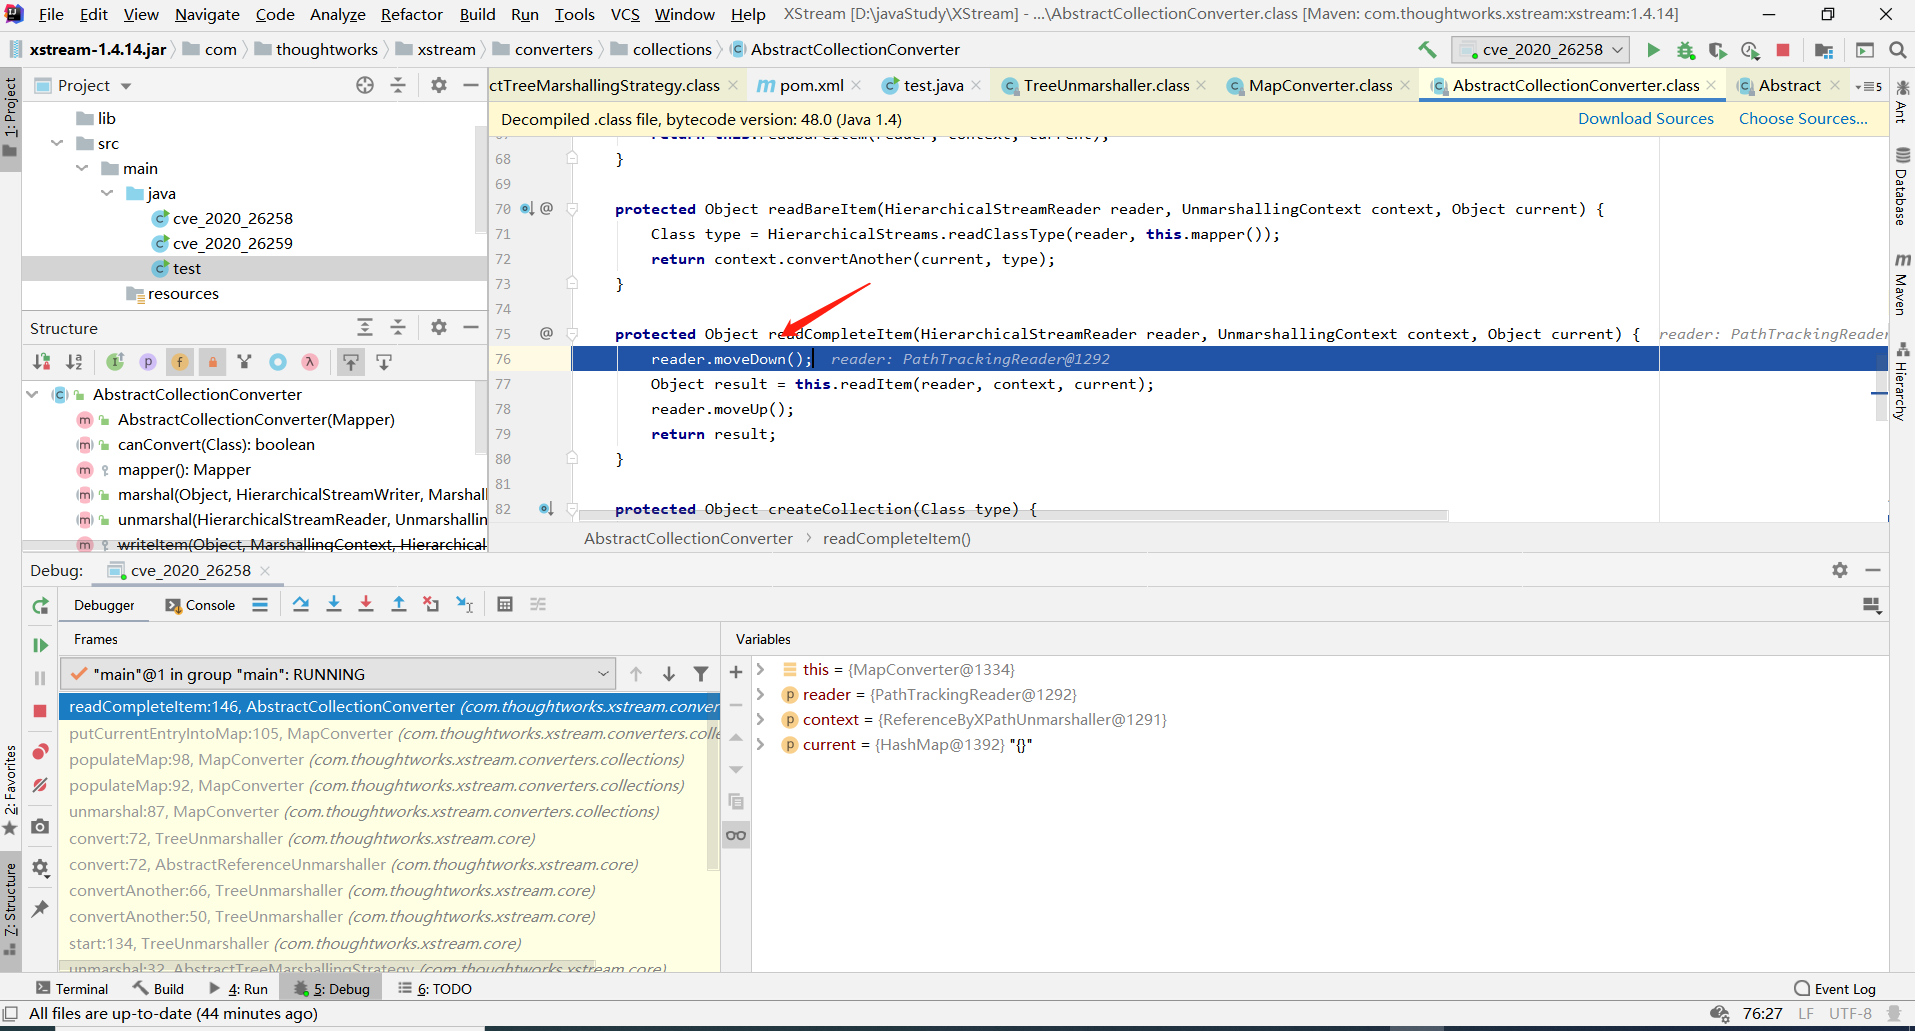 File Edit View Navigate Code Analyze Refactor Build Run Tools VCS Window Help XStream [D:\javaStudy\XStream] - ...\AbstractCollectionConverter.class [Maven: com.thoughtworks.xstream:xstream:1.4.14]
xstream-1.4.14.jar com thoughtworks xstream converters collections AbstractCollectionConverter cve_2020_26258
1: Project
Project
lib
src
main
java
cve_2020_26258
cve_2020_26259
test
resources
ctTreeMarshallingStrategy.class pom.xml test.java TreeUnmarshaller.class MapConverter.class AbstractCollectionConverter.class Abstract 5
Decompiled .class file, bytecode version: 48.0 (Java 1.4) Download Sources Choose Sources...
67 return this.readBareItem(reader, context, current);
68 }
69
70 @ protected Object readBareItem(HierarchicalStreamReader reader, UnmarshallingContext context, Object current) {
71 Class type = HierarchicalStreams.readClassType(reader, this.mapper());
72 return context.convertAnother(current, type);
73 }
74
75 @ protected Object readCompleteItem(HierarchicalStreamReader reader, UnmarshallingContext context, Object current) { reader: PathTrackingReader
76 reader.moveDown(); reader: PathTrackingReader@1292
77 Object result = this.readItem(reader, context, current);
78 reader.moveUp();
79 return result;
80 }
81
82 protected Object createCollection(Class type) {
AbstractCollectionConverter readCompleteItem()
Structure
AbstractCollectionConverter
AbstractCollectionConverter(Mapper)
canConvert(Class): boolean
mapper(): Mapper
marshal(Object, HierarchicalStreamWriter, Marshall
unmarshal(HierarchicalStreamReader, Unmarshallin
writeItem(Object, MarshallingContext, Hierarchical
Ant
Database
Maven
Hierarchy
Debug: cve_2020_26258
Debugger Console
Frames
"main"@1 in group "main": RUNNING
readCompleteItem:146, AbstractCollectionConverter (com.thoughtworks.xstream.conver
putCurrentEntryIntoMap:105, MapConverter (com.thoughtworks.xstream.converters.colle
populateMap:98, MapConverter (com.thoughtworks.xstream.converters.collections)
populateMap:92, MapConverter (com.thoughtworks.xstream.converters.collections)
unmarshal:87, MapConverter (com.thoughtworks.xstream.converters.collections)
convert:72, TreeUnmarshaller (com.thoughtworks.xstream.core)
convert:72, AbstractReferenceUnmarshaller (com.thoughtworks.xstream.core)
convertAnother:66, TreeUnmarshaller (com.thoughtworks.xstream.core)
convertAnother:50, TreeUnmarshaller (com.thoughtworks.xstream.core)
start:134, TreeUnmarshaller (com.thoughtworks.xstream.core)
unmarshal:32, AbstractTreeMarshallingStrategy (com.thoughtworks.xstream.core)
Variables
this = {MapConverter@1334}
reader = {PathTrackingReader@1292}
context = {ReferenceByXPathUnmarshaller@1291}
current = {HashMap@1392} "{}"
2: Favorites
Z: Structure
Terminal Build 4: Run 5: Debug 6: TODO Event Log
All files are up-to-date (44 minutes ago) 76:27 LF UTF-8